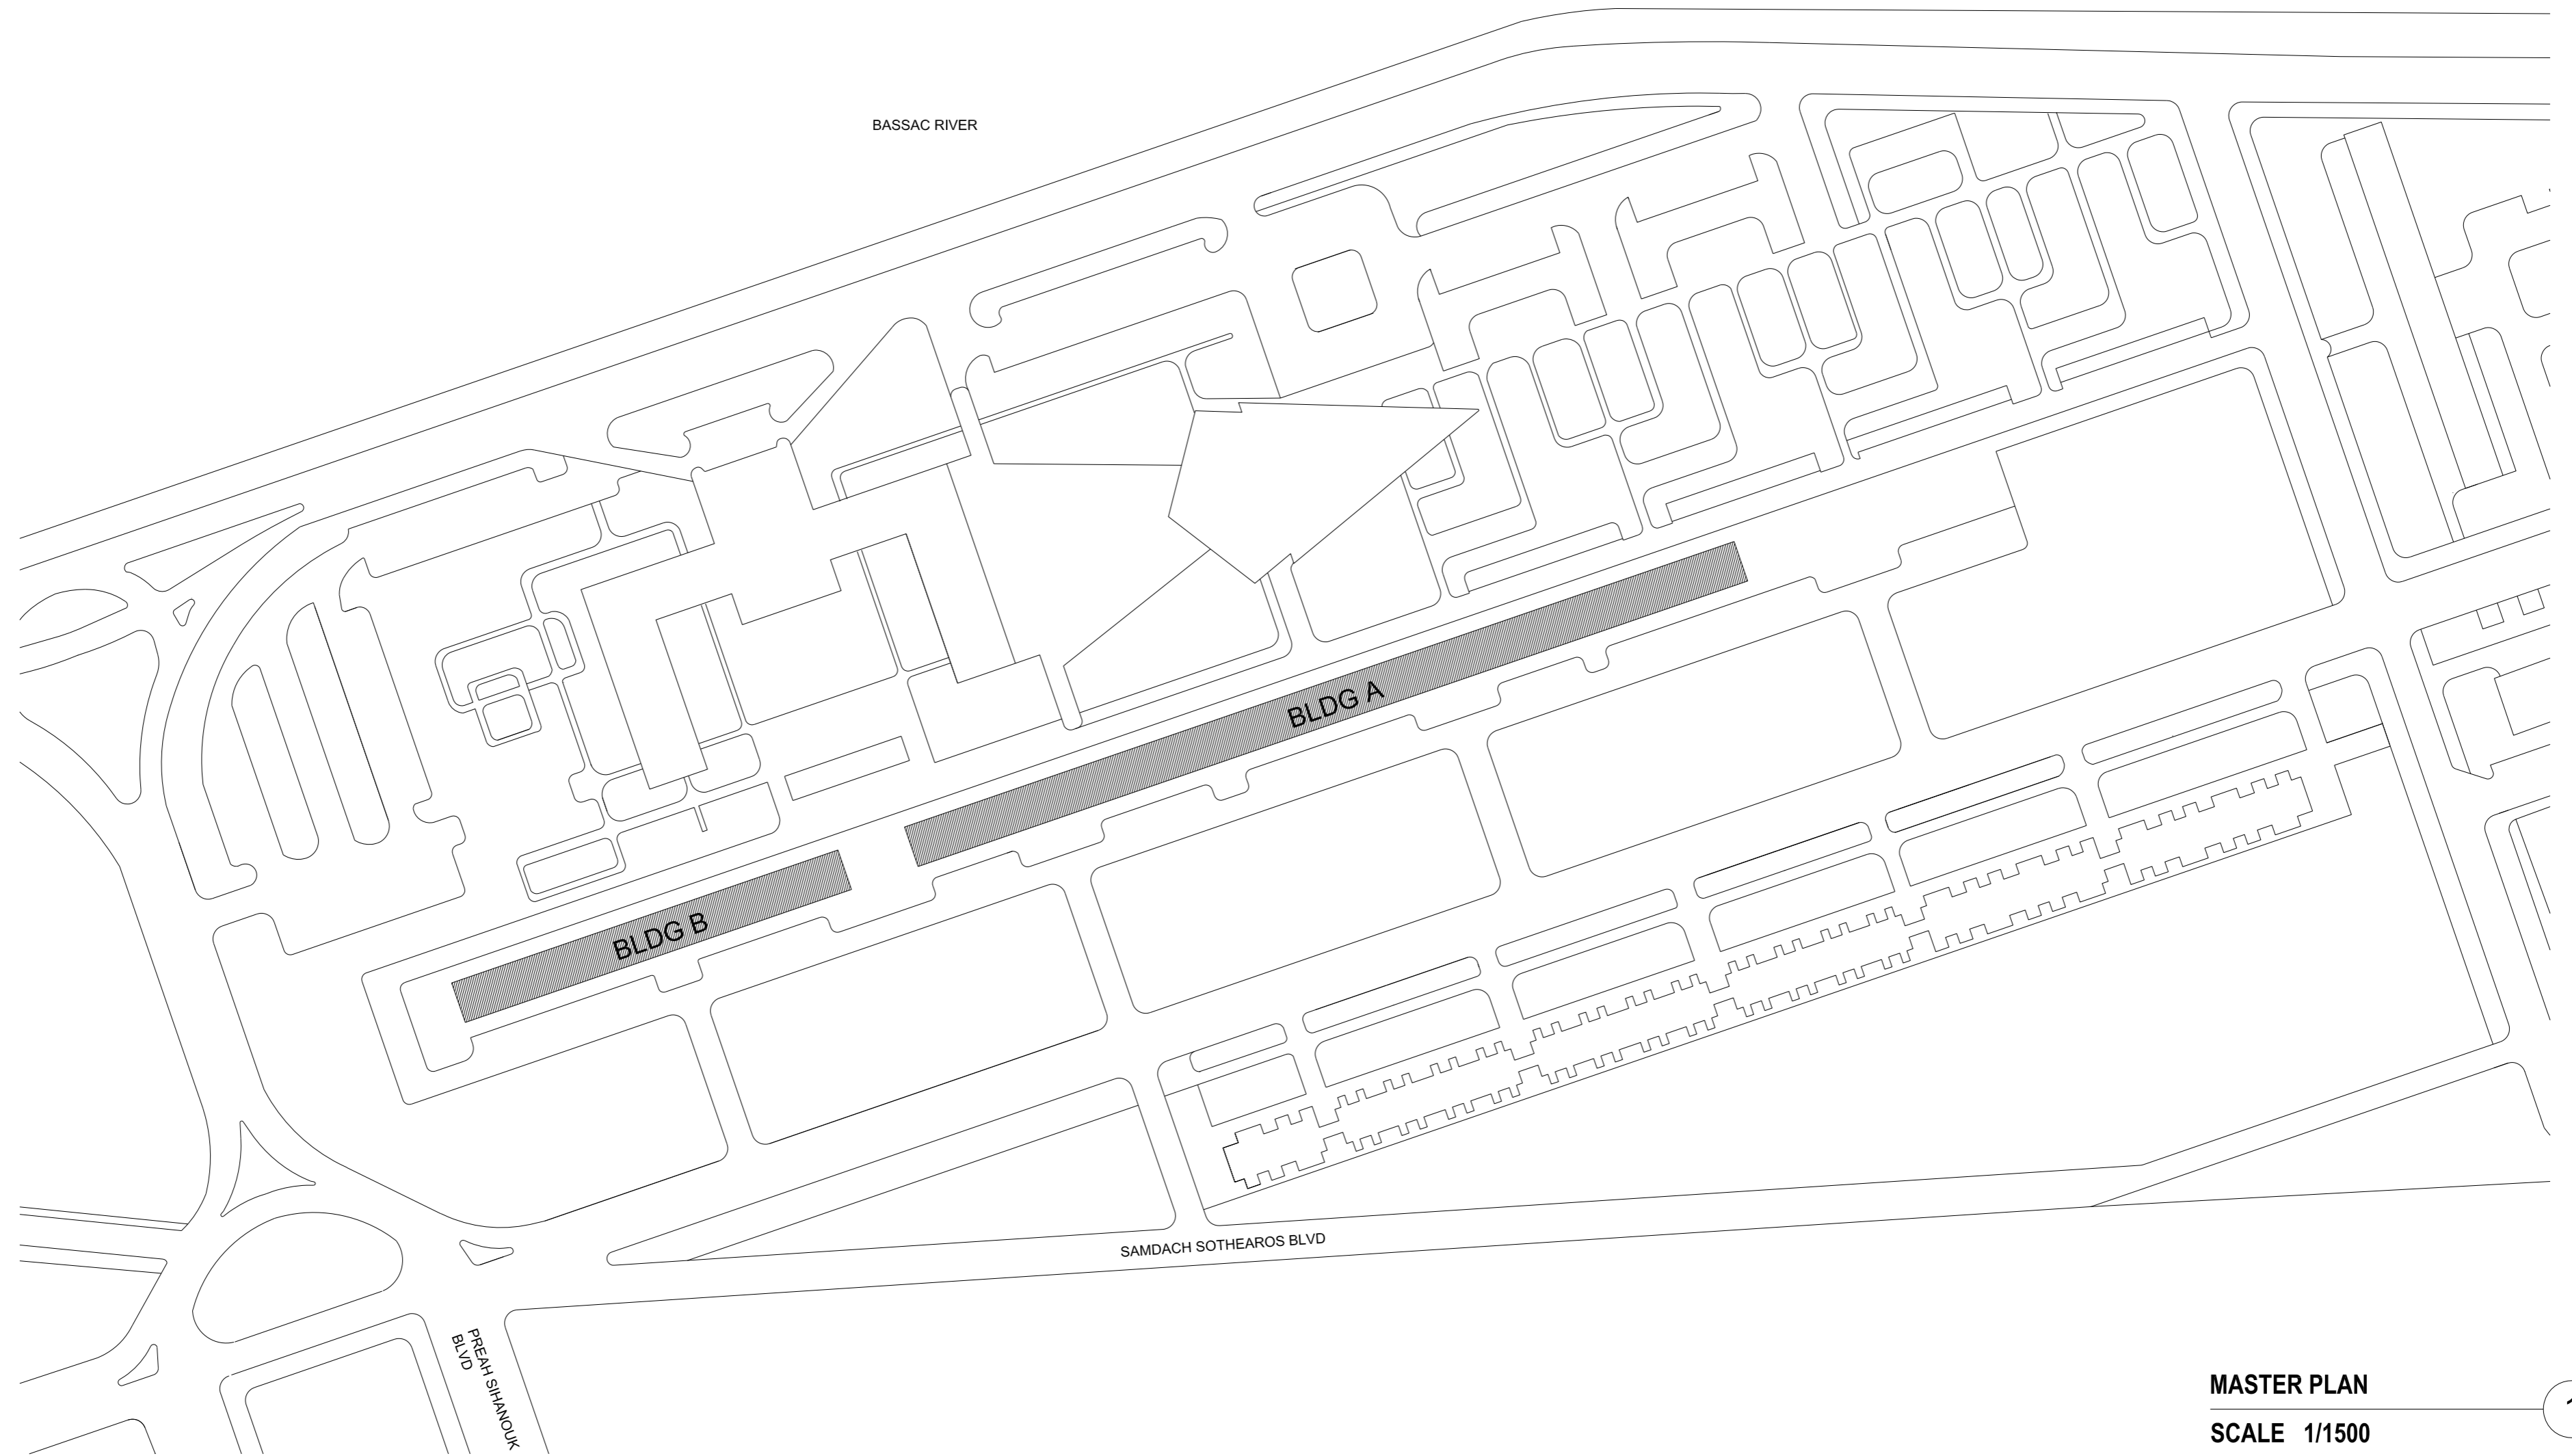 BASSAC RIVER
BLDG A
BLDG B
SAMDACH SOTHEAROS BLVD
PREAH SIHANOUK
BLVD
MASTER PLAN
SCALE 1/1500